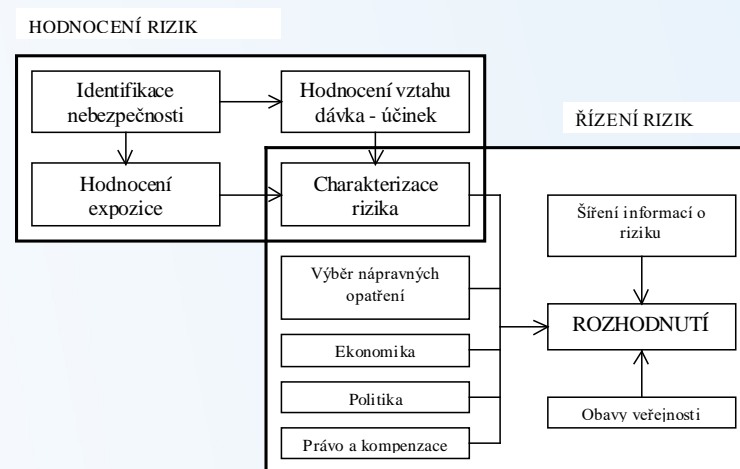 HODNOCENÍ RIZIK
Identifikace
nebezpečnosti
Hodnocení vztahu
dávka - účinek
ŘÍZENÍ RIZIK
Hodnocení
expozice
Charakterizace
rizika
Šíření informací o
riziku
Výběr nápravných
opatření
ROZHODNUTÍ
Ekonomika
Politika
Obavy veřejnosti
Právo a kompenzace